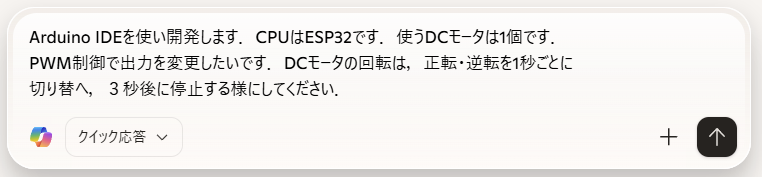 Arduino IDEを使い開発します． CPUはESP32です． 使うDCモータは1個です．
PWM制御で出力を変更したいです． DCモータの回転は， 正転・逆転を1秒ごとに
切り替へ， ３秒後に停止する様にしてください．
クイック応答